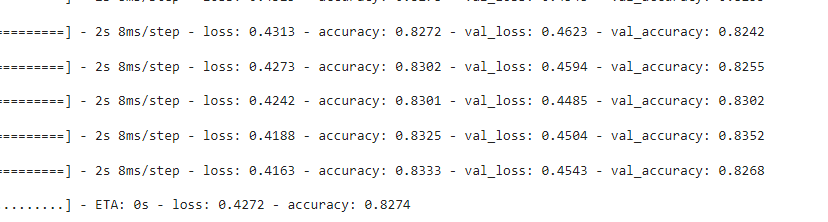 =========] - 2s 8ms/step - loss: 0.4313 - accuracy: 0.8272 - val_loss: 0.4623 - val_accuracy: 0.8242
=========] - 2s 8ms/step - loss: 0.4273 - accuracy: 0.8302 - val_loss: 0.4594 - val_accuracy: 0.8255
=========] - 2s 8ms/step - loss: 0.4242 - accuracy: 0.8301 - val_loss: 0.4485 - val_accuracy: 0.8302
=========] - 2s 8ms/step - loss: 0.4188 - accuracy: 0.8325 - val_loss: 0.4504 - val_accuracy: 0.8352
=========] - 2s 8ms/step - loss: 0.4163 - accuracy: 0.8333 - val_loss: 0.4543 - val_accuracy: 0.8268
........] - ETA: 0s - loss: 0.4272 - accuracy: 0.8274